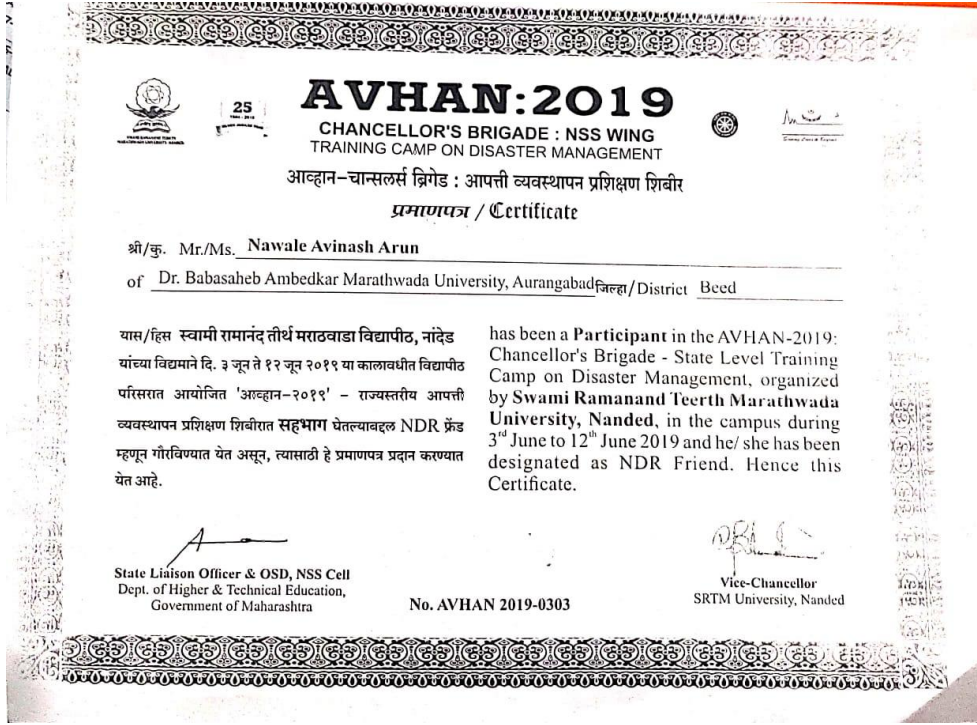 25
AVHAN:2019
CHANCELLOR'S BRIGADE : NSS WING
TRAINING CAMP ON DISASTER MANAGEMENT
आव्हान-चान्सलर्स ब्रिगेड : आपत्ती व्यवस्थापन प्रशिक्षण शिबीर
प्रमाणपत्र / Certificate
श्री/कु. Mr./Ms. Nawale Avinash Arun
of Dr. Babasaheb Ambedkar Marathwada University, Aurangabad जिल्हा/District Beed
यास/हिस स्वामी रामानंद तीर्थ मराठवाडा विद्यापीठ, नांदेड
यांच्या विद्यमाने दि. ३ जून ते १२ जून २०१९ या कालावधीत विद्यापीठ
परिसरात आयोजित 'आव्हान-२०१९' - राज्यस्तरीय आपत्ती
व्यवस्थापन प्रशिक्षण शिबीरात सहभाग घेतल्याबद्दल NDR फ्रेंड
म्हणून गौरविण्यात येत असून, त्यासाठी हे प्रमाणपत्र प्रदान करण्यात
येत आहे.
has been a Participant in the AVHAN-2019:
Chancellor's Brigade - State Level Training
Camp on Disaster Management, organized
by Swami Ramanand Teerth Marathwada
University, Nanded, in the campus during
3rd June to 12th June 2019 and he/ she has been
designated as NDR Friend. Hence this
Certificate.
State Liaison Officer & OSD, NSS Cell
Dept. of Higher & Technical Education,
Government of Maharashtra
No. AVHAN 2019-0303
Vice-Chancellor
SRTM University, Nanded